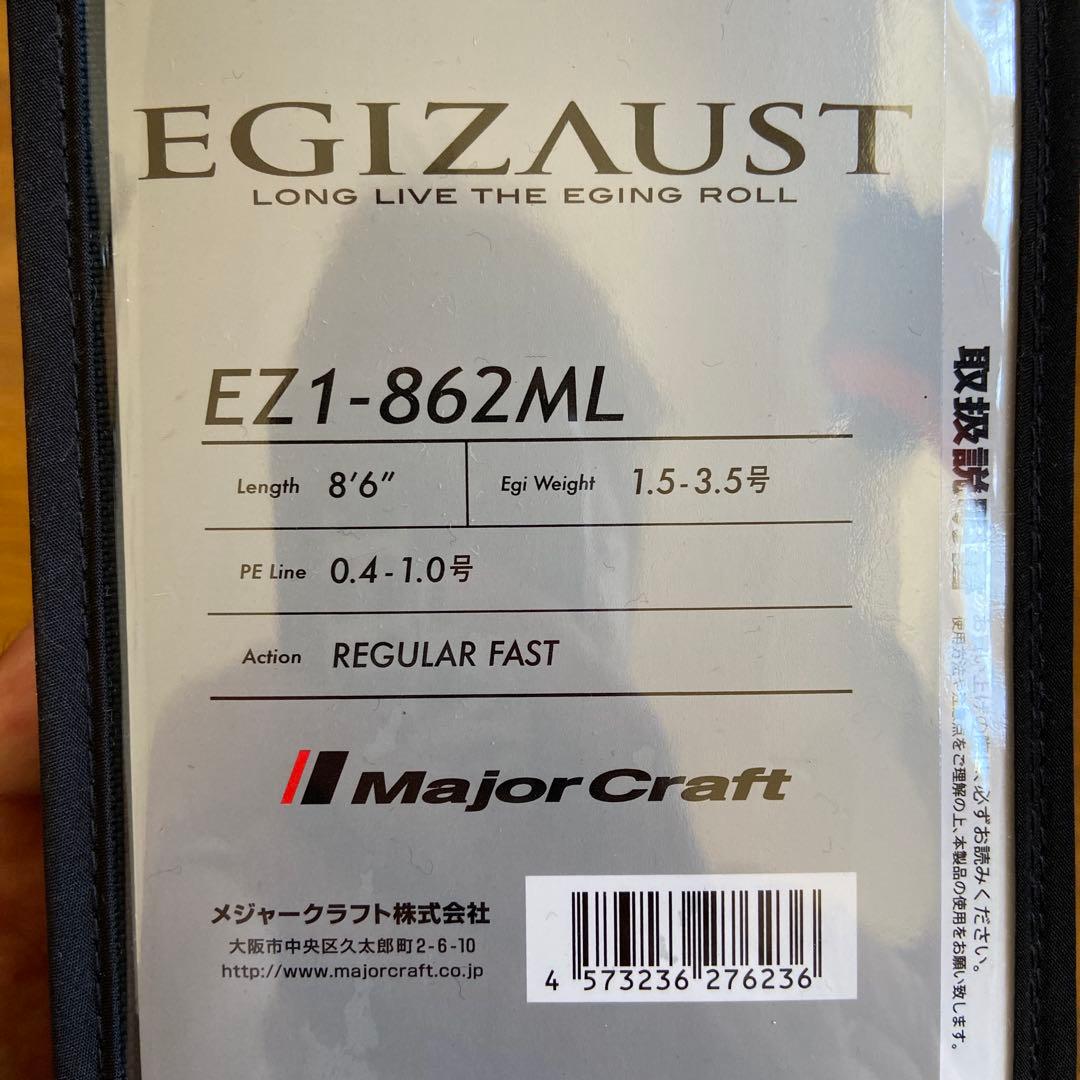 EGIZAUST
LONG LIVE THE EGING ROLL
EZ1-862ML
Length 8'6"
Egi Weight 1.5-3.5号
PE Line 0.4-1.0号
Action REGULAR FAST
Major Craft
メジャークラフト株式会社
大阪市中央区久太郎町2-6-10
http://www.majorcraft.co.jp
4 573236 276236
取扱説
必ずお読みください。
をご理解の上、本製品の使用をお願い致します。